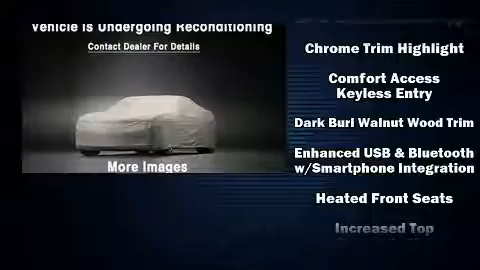 Vehicle is Undergoing Reconditioning
Contact Dealer For Details
More Images
Chrome Trim Highlight
Comfort Access
Keyless Entry
Dark Burl Walnut Wood Trim
Enhanced USB & Bluetooth
w/Smartphone Integration
Heated Front Seats
Increased Top